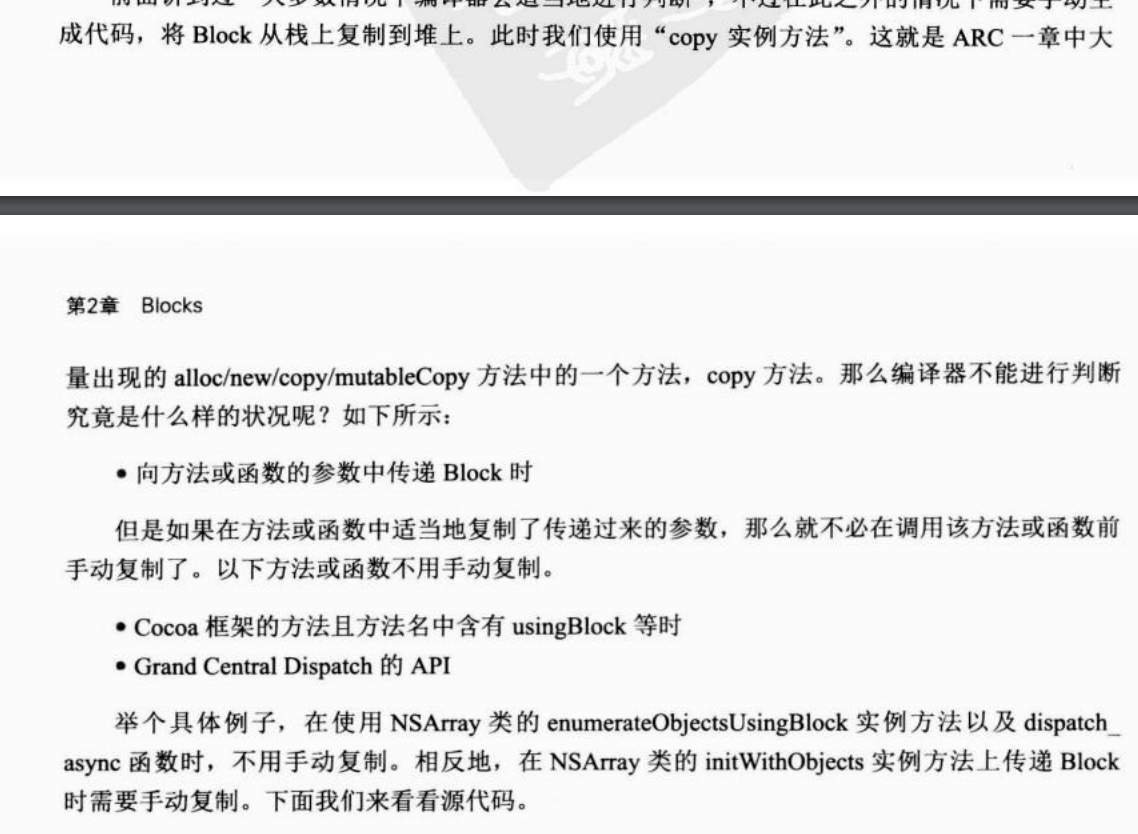 成代码，将 Block 从栈上复制到堆上。此时我们使用“copy 实例方法”。这就是 ARC 一章中大
第2章 Blocks
量出现的 alloc/new/copy/mutableCopy 方法中的一个方法，copy 方法。那么编译器不能进行判断
究竟是什么样的状况呢？如下所示：
• 向方法或函数的参数中传递 Block 时
但是如果在方法或函数中适当地复制了传递过来的参数，那么就不必在调用该方法或函数前
手动复制了。以下方法或函数不用手动复制。
• Cocoa 框架的方法且方法名中含有 usingBlock 等时
• Grand Central Dispatch 的 API
举个具体例子，在使用 NSArray 类的 enumerateObjectsUsingBlock 实例方法以及 dispatch_
async 函数时，不用手动复制。相反地，在 NSArray 类的 initWithObjects 实例方法上传递 Block
时需要手动复制。下面我们来看看源代码。